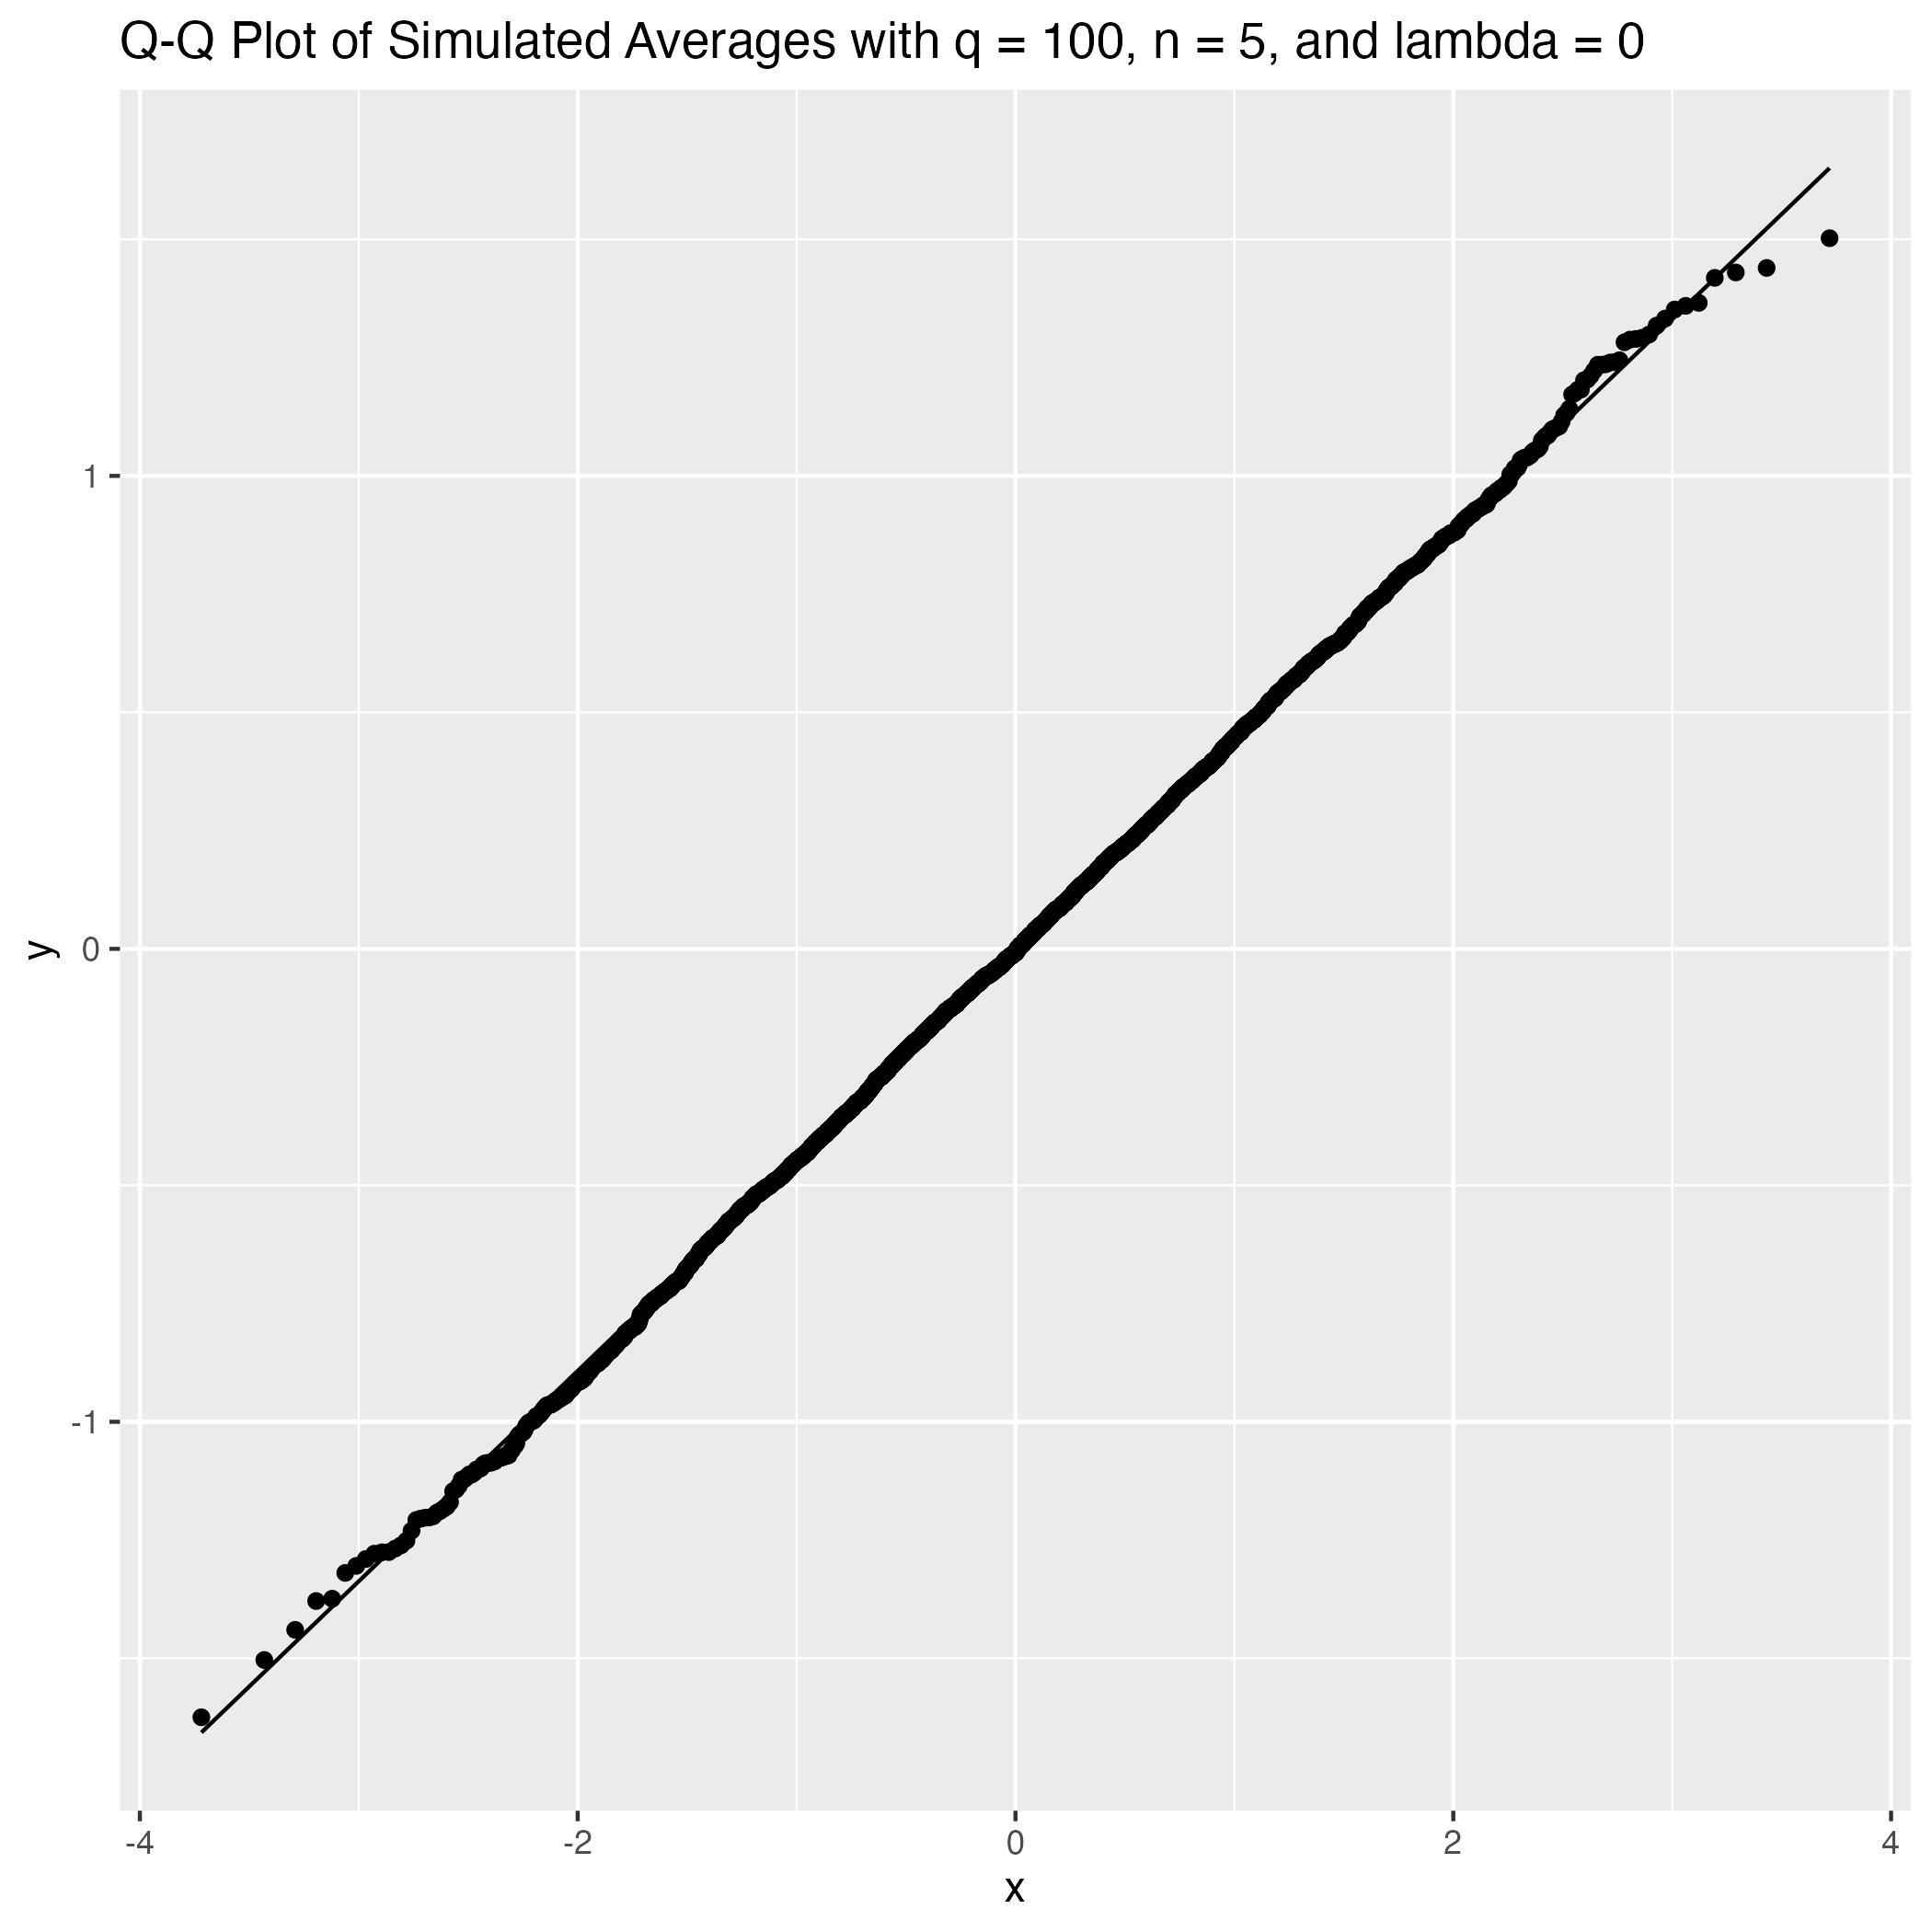 Q-Q Plot of Simulated Averages with q = 100, n = 5, and lambda = 0
1
0
-1
y
-4
-2
0
2
4
x